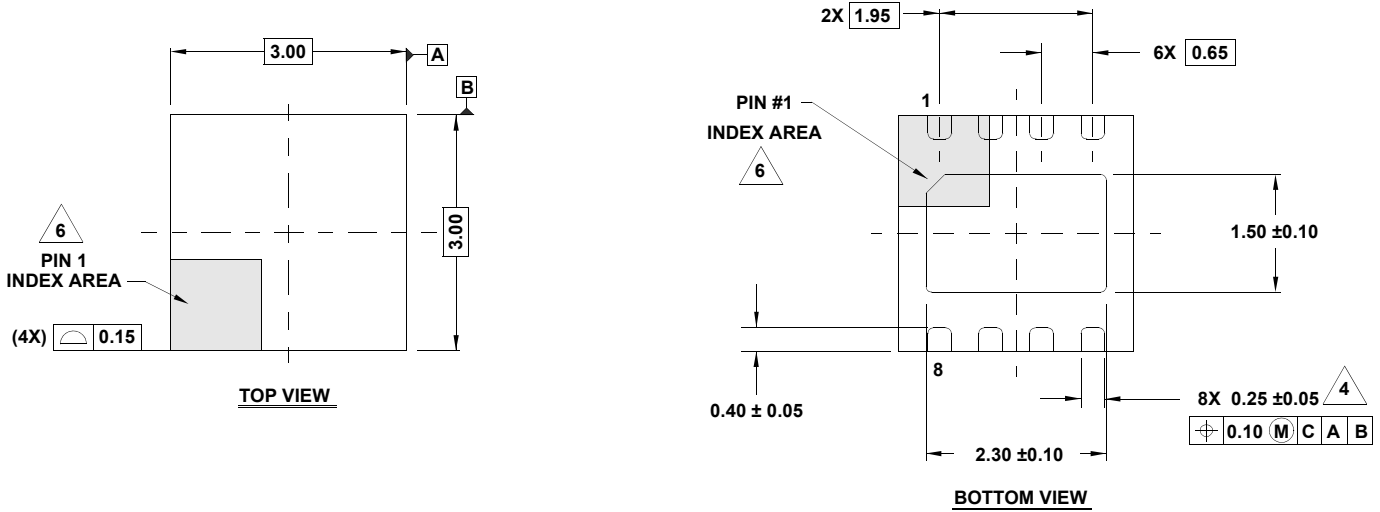 3.00
A
B
3.00
6
PIN 1
INDEX AREA
(4X) 0.15
TOP VIEW
2X 1.95
6X 0.65
PIN #1
INDEX AREA
6
1
1.50 ±0.10
8
0.40 ± 0.05
8X 0.25 ±0.05 4
0.10 M C A B
2.30 ±0.10
BOTTOM VIEW